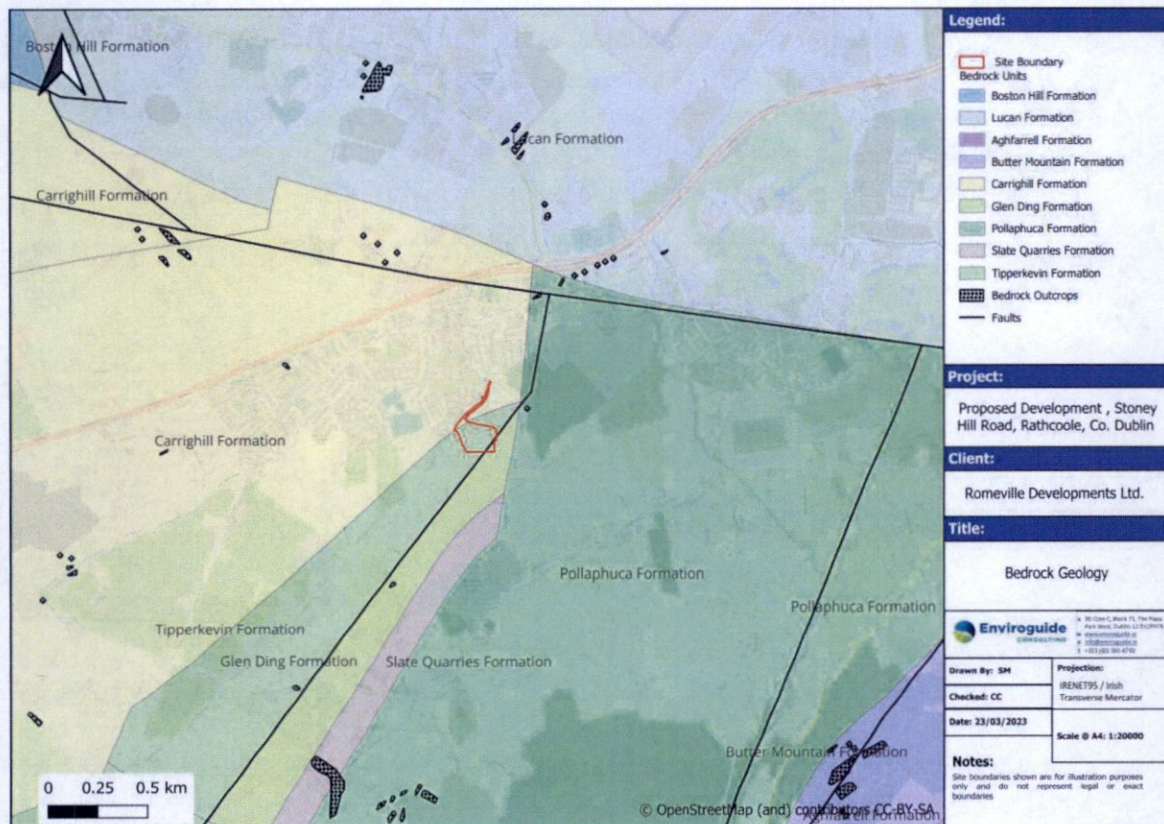 Boston Hill Formation
Lucan Formation
Carrighill Formation
Carrighill Formation
Pollaphuca Formation
Pollaphuca Formation
Tipperkevin Formation
Glen Ding Formation
Slate Quarries Formation
Butter Mountain Formation
Aghfarrell Formation
0 0.25 0.5 km
© OpenStreetMap (and) contributors CC-BY-SA
Legend:
Site Boundary
Bedrock Units
Boston Hill Formation
Lucan Formation
Aghfarrell Formation
Butter Mountain Formation
Carrighill Formation
Glen Ding Formation
Pollaphuca Formation
Slate Quarries Formation
Tipperkevin Formation
Bedrock Outcrops
Faults
Project:
Proposed Development , Stoney
Hill Road, Rathcoole, Co. Dublin
Client:
Romeville Developments Ltd.
Title:
Bedrock Geology
Enviroguide
CONSULTING
Drawn By: SM
Checked: CC
Date: 23/03/2023
Projection:
IRENET95 / Irish
Transverse Mercator
Scale @ A4: 1:20000
Notes:
Site boundaries shown are for illustration purposes
only and do not represent legal or exact
boundaries